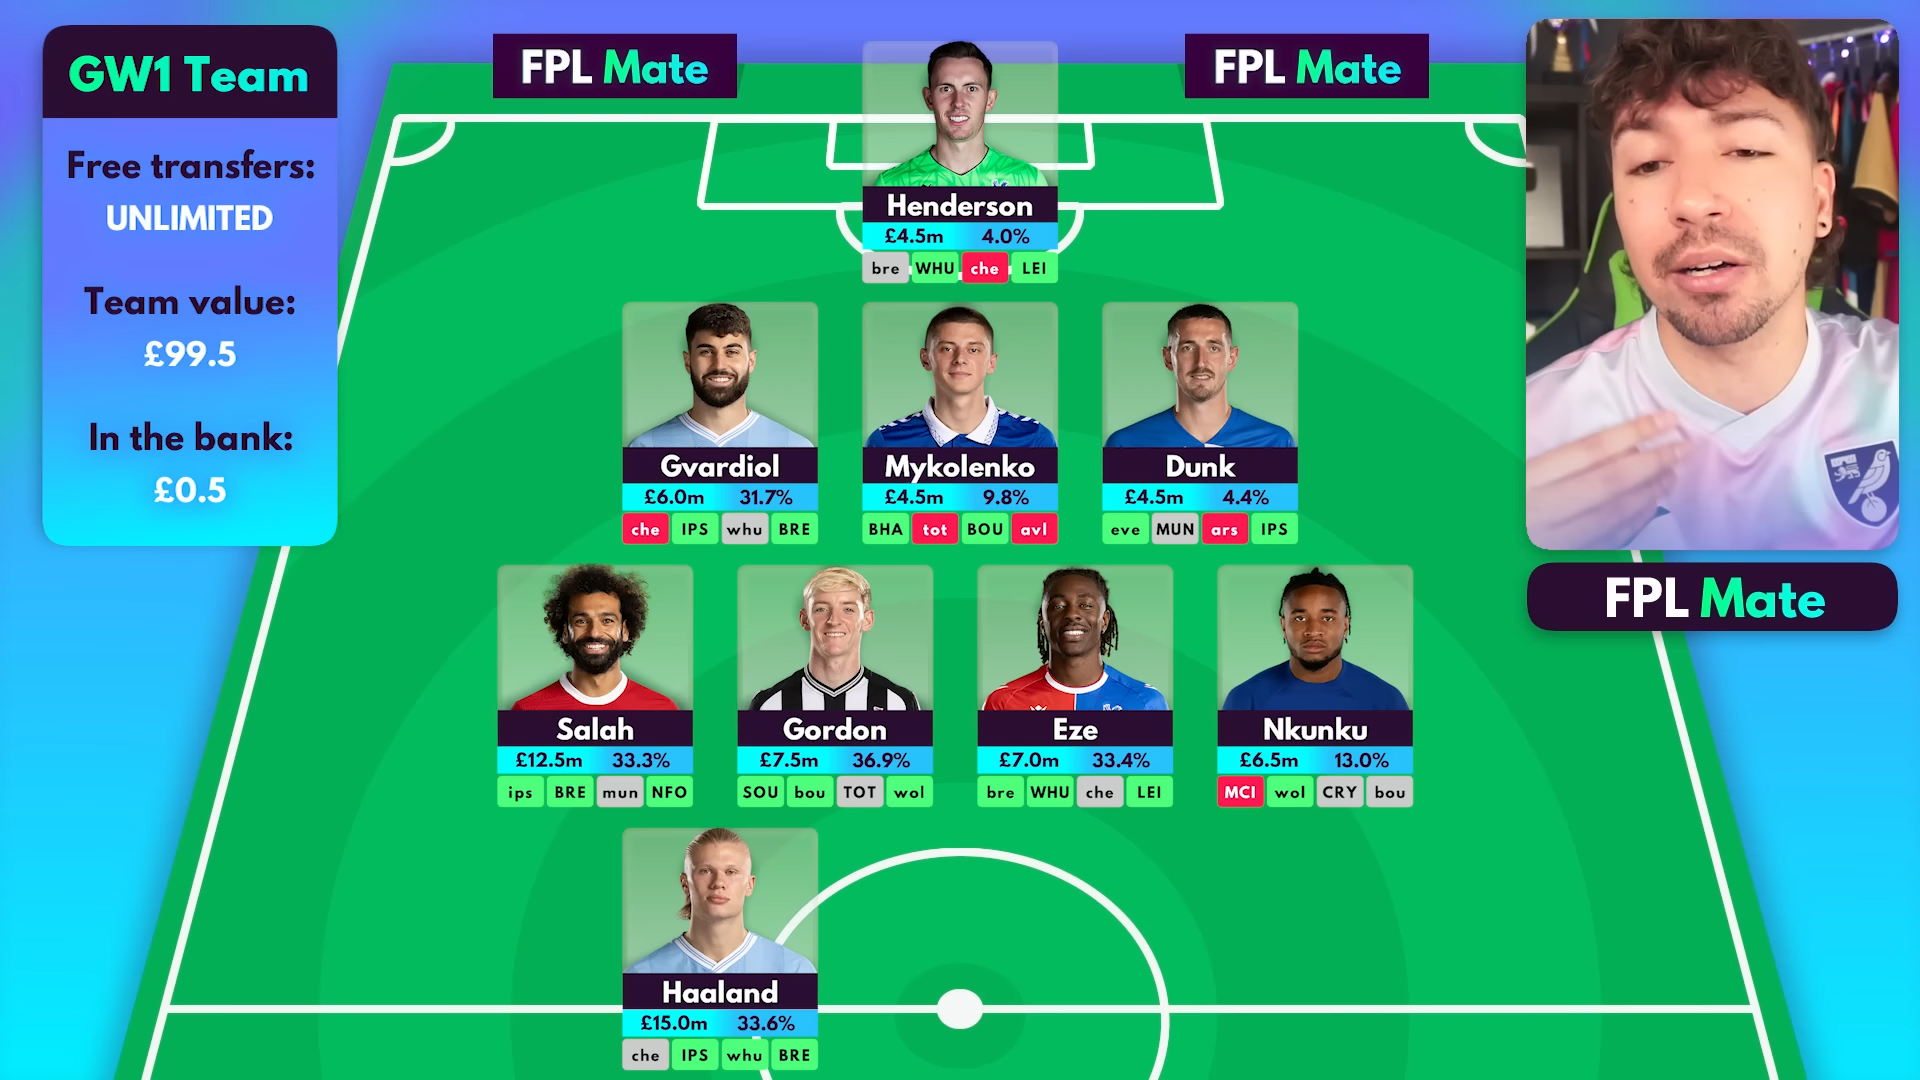 GW1 Team
Free transfers:
UNLIMITED
Team value:
£99.5
In the bank:
£0.5
FPL Mate
FPL Mate
Henderson
£4.5m 4.0%
bre WHU che LEI
Gvardiol
£6.0m 31.7%
che IPS whu BRE
Mykolenko
£4.5m 9.8%
BHA tot BOU avl
Dunk
£4.5m 4.4%
eve MUN ars IPS
Salah
£12.5m 33.3%
ips BRE mun NFO
Gordon
£7.5m 36.9%
SOU bou TOT wol
Eze
£7.0m 33.4%
bre WHU che LEI
Nkunku
£6.5m 13.0%
MCI wol CRY bou
Haaland
£15.0m 33.6%
che IPS whu BRE
FPL Mate